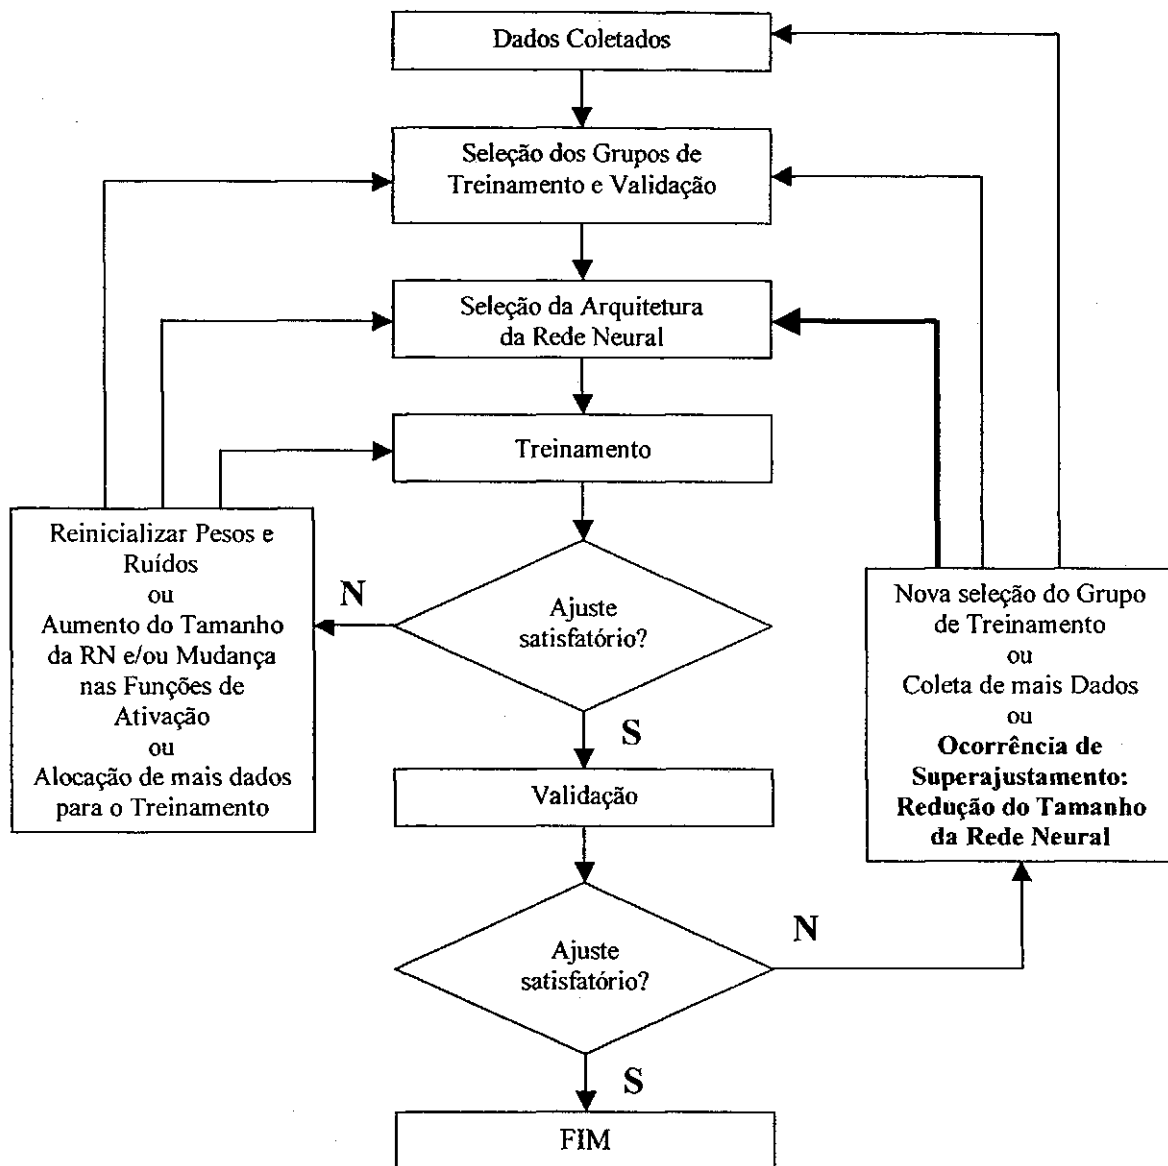 Dados Coletados
Seleção dos Grupos de
Treinamento e Validação
Seleção da Arquitetura
da Rede Neural
Treinamento
Reinicializar Pesos e
Ruídos
ou
Aumento do Tamanho
da RN e/ou Mudança
nas Funções de
Ativação
ou
Alocação de mais dados
para o Treinamento
N
Ajuste
satisfatório?
S
Nova seleção do Grupo
de Treinamento
ou
Coleta de mais Dados
ou
Ocorrência de
Superajustamento:
Redução do Tamanho
da Rede Neural
Validação
Ajuste
satisfatório?
N
S
FIM